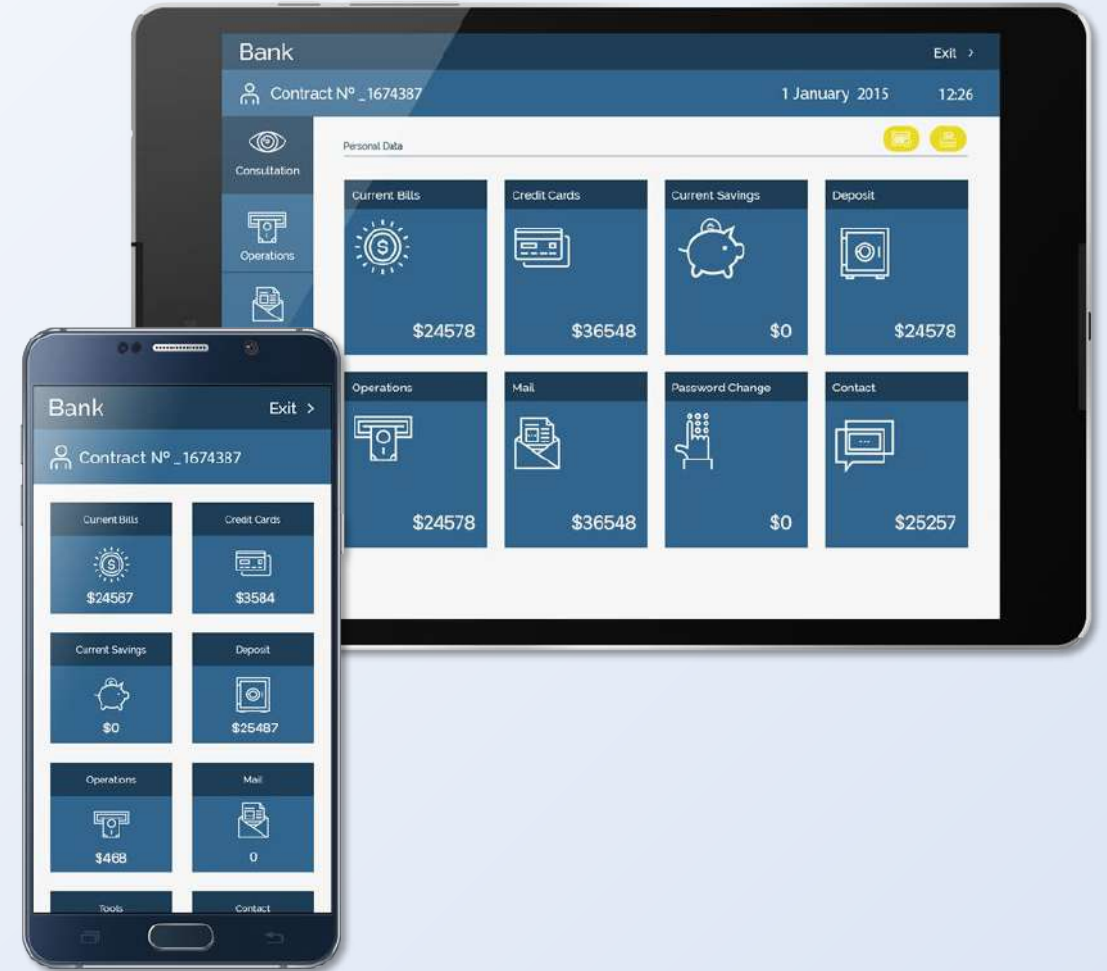 Bank
Exit >
Contract Nº _1674387
1 January 2015
12:26
Consultation
Operations
Personal Data
Current Bills
Credit Cards
Current Savings
Deposit
$24578
$36548
$0
$24578
Operations
Mail
Password Change
Contact
$24578
$36548
$0
$25257
Bank
Exit >
Contract Nº _1674387
Current Bills
Credit Cards
$24567
$3584
Current Savings
Deposit
$0
$25487
Operations
Mail
$468
0
Tools
Contact